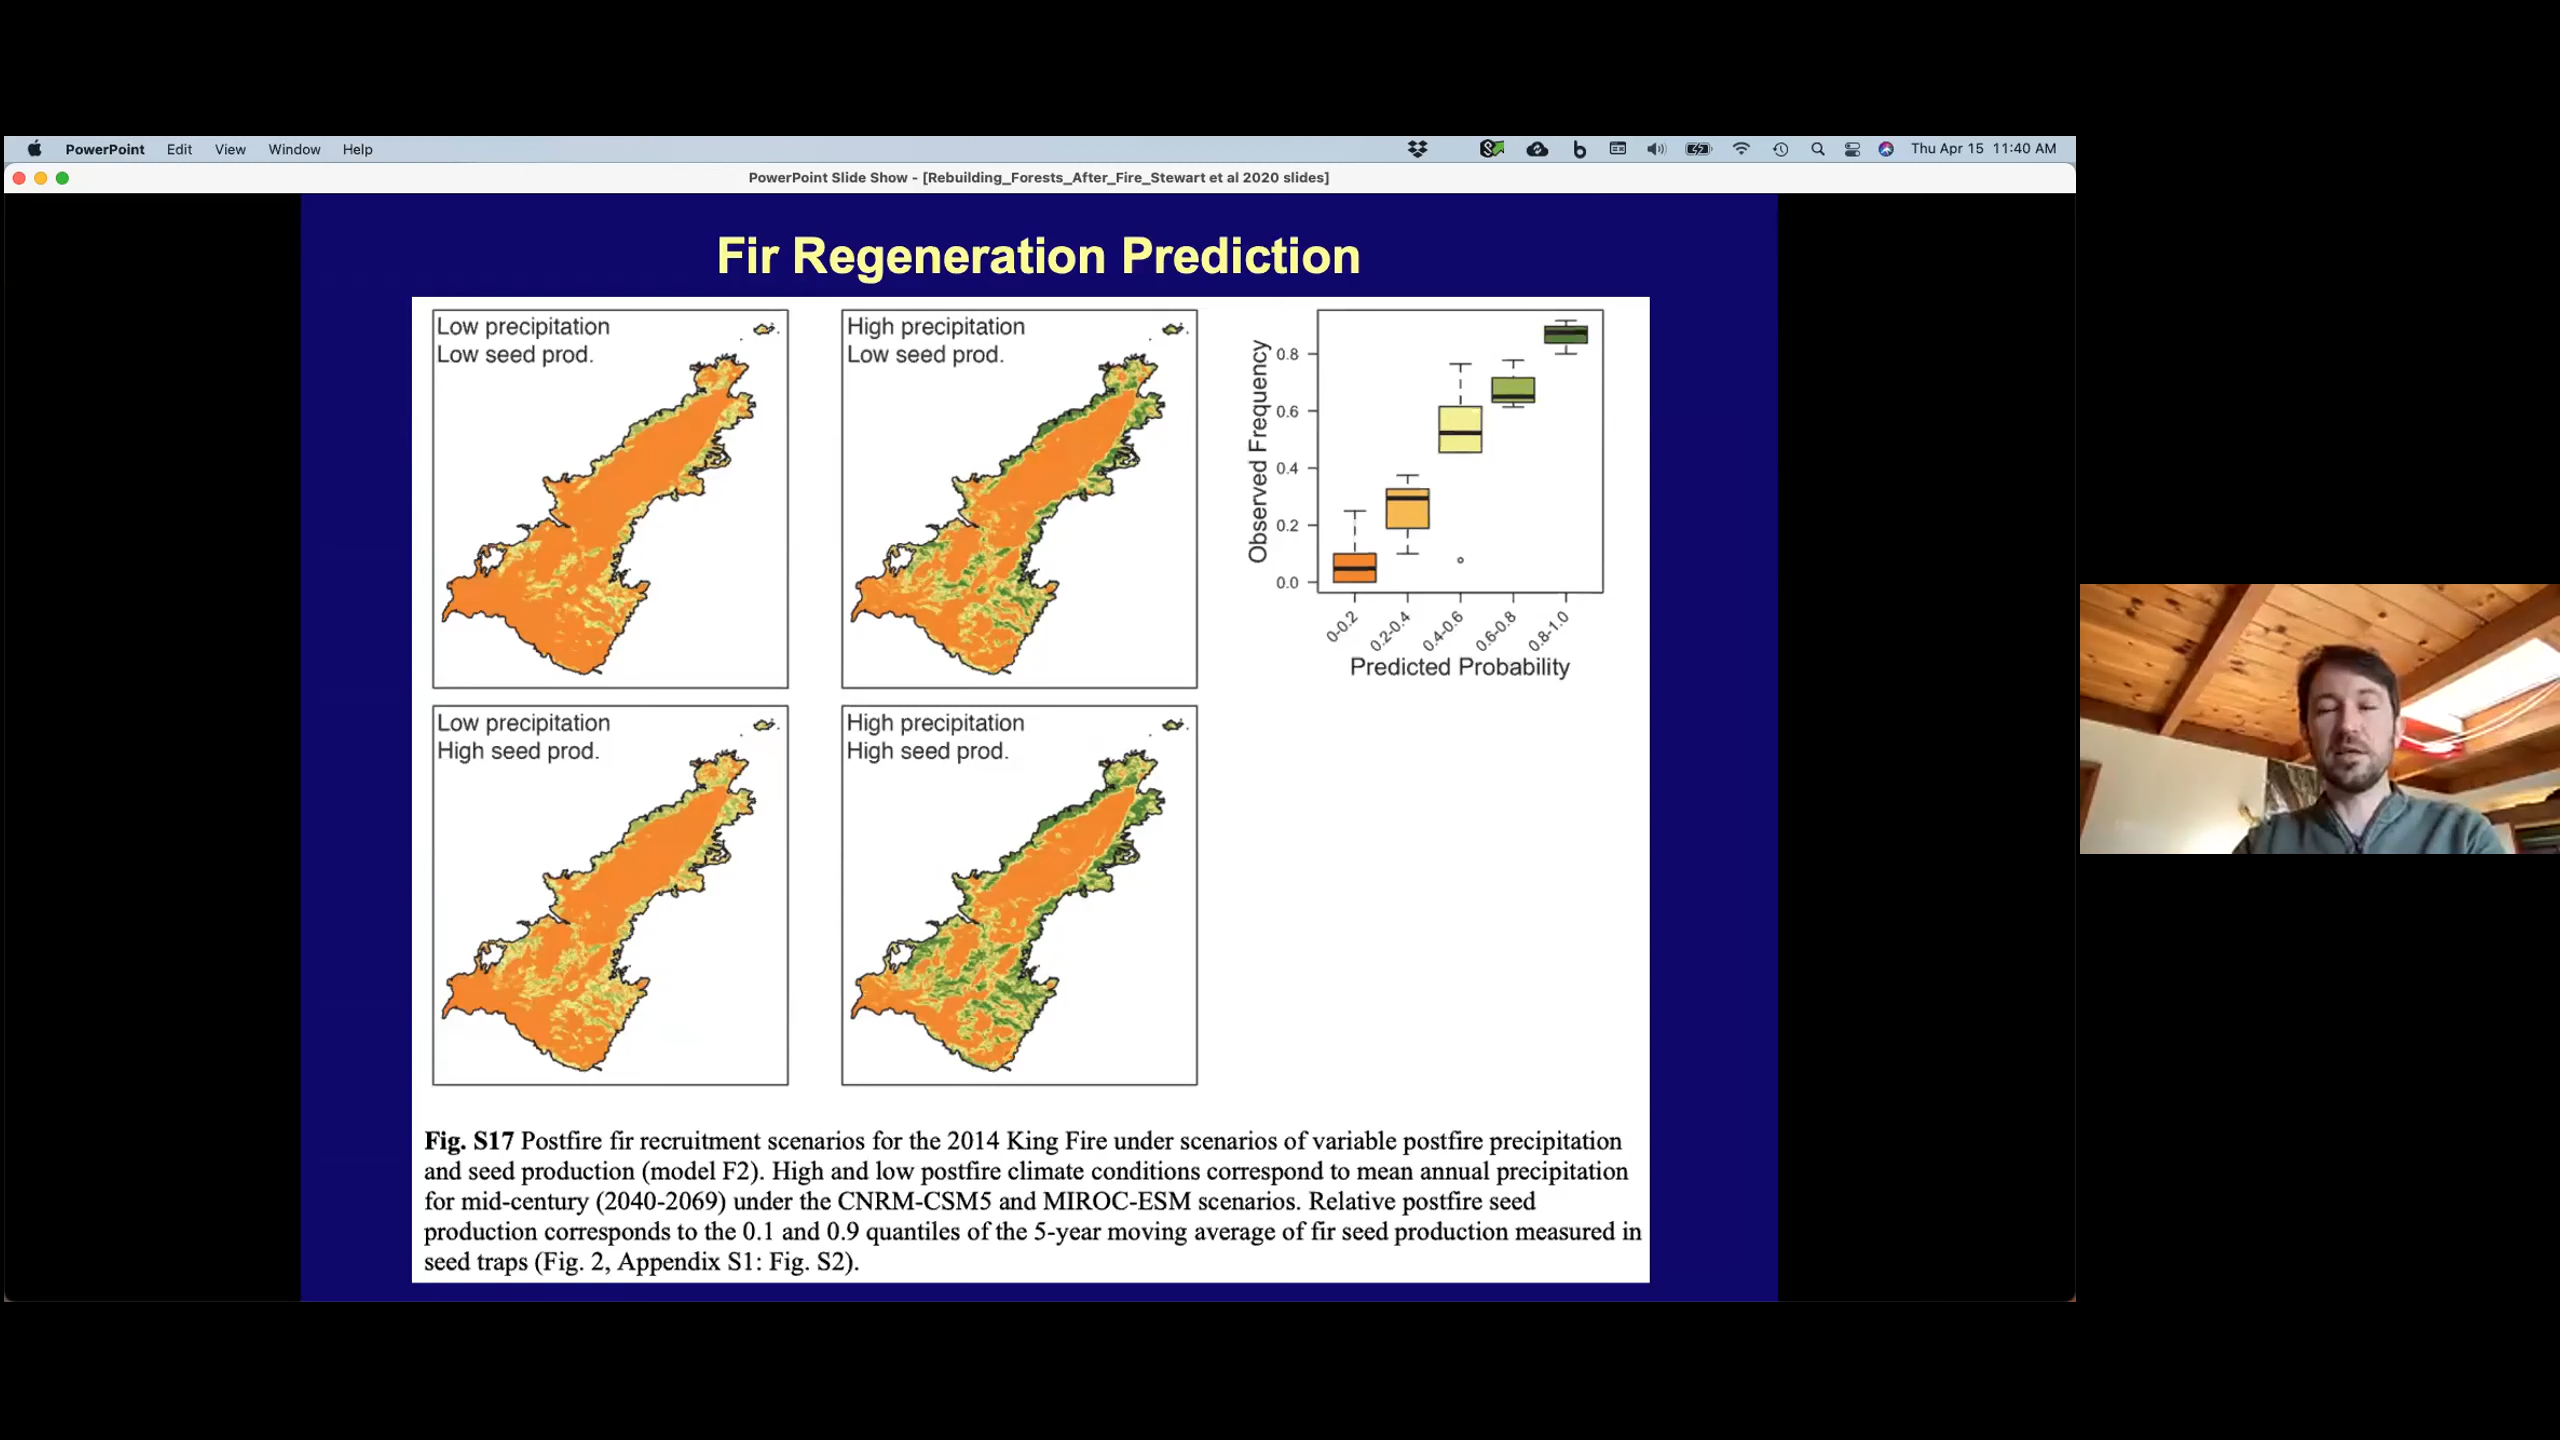 PowerPoint Edit View Window Help Thu Apr 15 11:40 AM
PowerPoint Slide Show - [Rebuilding_Forests_After_Fire_Stewart et al 2020 slides]
Fir Regeneration Prediction
Low precipitation
Low seed prod.
High precipitation
Low seed prod.
Observed Frequency
0.8
0.6
0.4
0.2
0.0
0-0.2
0.2-0.4
0.4-0.6
0.6-0.8
0.8-1.0
Predicted Probability
Low precipitation
High seed prod.
High precipitation
High seed prod.
Fig. S17 Postfire fir recruitment scenarios for the 2014 King Fire under scenarios of variable postfire precipitation
and seed production (model F2). High and low postfire climate conditions correspond to mean annual precipitation
for mid-century (2040-2069) under the CNRM-CSM5 and MIROC-ESM scenarios. Relative postfire seed
production corresponds to the 0.1 and 0.9 quantiles of the 5-year moving average of fir seed production measured in
seed traps (Fig. 2, Appendix S1: Fig. S2).